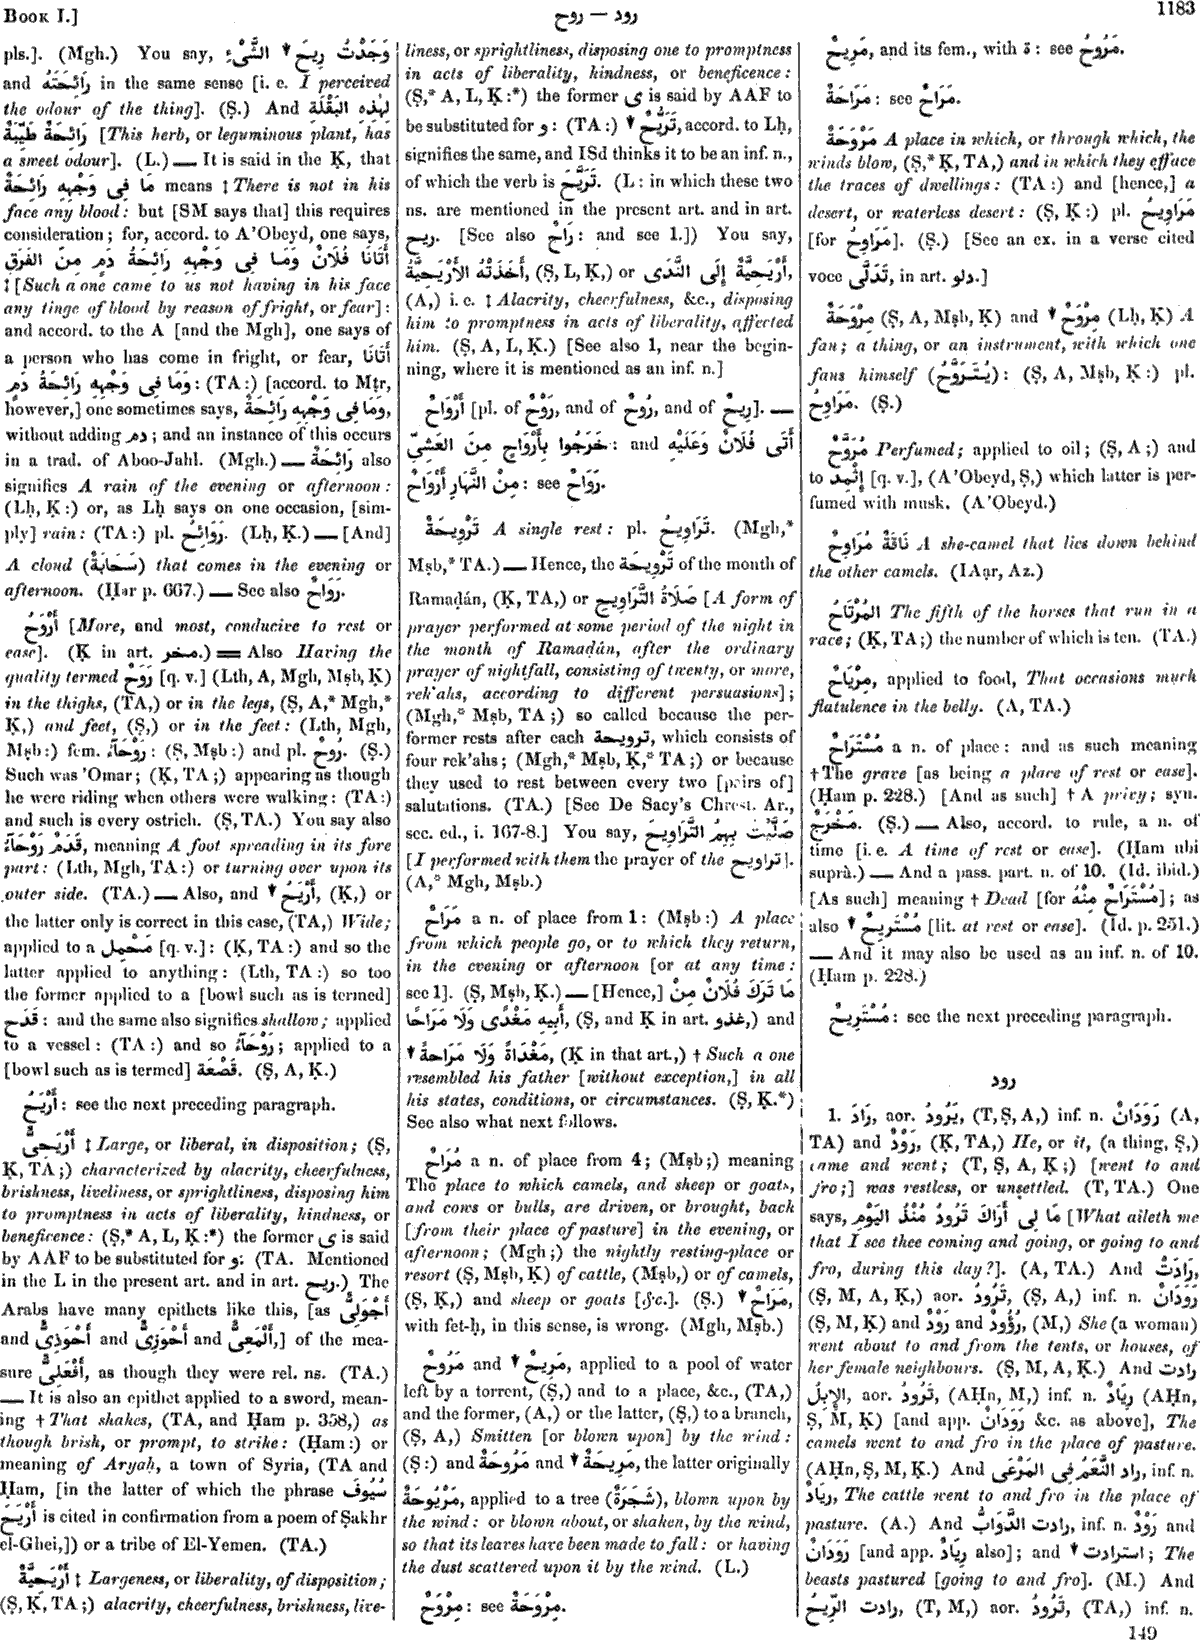 BOOK I.]
روح — رود
1183
pls.]. (Mgh.) You say, وَجَدْتُ رِيحَ ↓ الشَّىْءِ
and رَائِحَتَهُ in the same sense [i. e. I perceived
the odour of the thing]. (Ṣ.) And لِهٰذِهِ البَقْلَةِ
رَائِحَةٌ طَيِّبَةٌ [This herb, or leguminous plant, has
a sweet odour]. (L.) — It is said in the Ḳ, that
مَا فِى وَجْهِهِ رَائِحَةٌ means ‡ There is not in his
face any blood: but [SM says that] this requires
consideration; for, accord. to A'Obeyd, one says,
أَتَانَا فُلَانٌ وَمَا فِى وَجْهِهِ رَائِحَةُ دَمٍ مِنَ الفَرَقِ
‡ [Such a one came to us not having in his face
any tinge of blood by reason of fright, or fear]:
and accord. to the A [and the Mgh], one says of
a person who has come in fright, or fear, أَتَانَا
وَمَا فِى وَجْهِهِ رَائِحَةُ دَمٍ: (TA:) [accord. to Mṭr,
however,] one sometimes says, وَمَا فِى وَجْهِهِ رَائِحَةٌ,
without adding دم; and an instance of this occurs
in a trad. of Aboo-Jahl. (Mgh.) — رَائِحَةٌ also
signifies A rain of the evening or afternoon:
(Lḥ, Ḳ:) or, as Lḥ says on one occasion, [sim-
ply] rain: (TA:) pl. رَوَائِحُ. (Lḥ, Ḳ.) — [And]
A cloud (سَحَابَةٌ) that comes in the evening or
afternoon. (Ḥar p. 667.) — See also رَوَاحٌ.
أَرْوَحُ [More, and most, conducive to rest or
ease]. (Ḳ in art. مخر.) = Also Having the
quality termed رَوَحٌ [q. v.] (Lth, A, Mgh, Mṣb, Ḳ)
in the thighs, (TA,) or in the legs, (Ṣ, A,* Mgh,*
Ḳ,) and feet, (Ṣ,) or in the feet: (Lth, Mgh,
Mṣb:) fem. رَوْحَآءُ: (Ṣ, Mṣb:) and pl. رُوحٌ. (Ṣ.)
Such was 'Omar; (Ḳ, TA;) appearing as though
he were riding when others were walking: (TA:)
and such is every ostrich. (Ṣ, TA.) You say also
قَدَمٌ رَوْحَآءُ, meaning A foot spreading in its fore
part: (Lth, Mgh, TA:) or turning over upon its
outer side. (TA.) — Also, and ↓ أَرْيَحُ, (Ḳ,) or
the latter only is correct in this case, (TA,) Wide;
applied to a مَحْمِل [q. v.]: (Ḳ, TA:) and so the
latter applied to anything: (Lth, TA:) so too
the former applied to a [bowl such as is termed]
قَدَح: and the same also signifies shallow; applied
to a vessel: (TA:) and so رَوْحَآءُ; applied to a
[bowl such as is termed] قَصْعَة. (Ṣ, A, Ḳ.)
أَرْيَحُ: see the next preceding paragraph.
أَرْيَحِىٌّ ‡ Large, or liberal, in disposition; (Ṣ,
Ḳ, TA;) characterized by alacrity, cheerfulness,
briskness, liveliness, or sprightliness, disposing him
to promptness in acts of liberality, kindness, or
beneficence: (Ṣ,* A, L, Ḳ:*) the former ى is said
by AAF to be substituted for و: (TA. Mentioned
in the L in the present art. and in art. ريح.) The
Arabs have many epithets like this, [as أَجْوَلِىٌّ
and أَحْوَذِىٌّ and أَحْوَزِىٌّ and أَلْمَعِىٌّ,] of the mea-
sure أَفْعَلِىٌّ, as though they were rel. ns. (TA.)
— It is also an epithet applied to a sword, mean-
ing † That shakes, (TA, and Ḥam p. 358,) as
though brisk, or prompt, to strike: (Ḥam:) or
meaning of Aryaḥ, a town of Syria, (TA and
Ḥam, [in the latter of which the phrase سُيُوفُ
أَرْيَحَ is cited in confirmation from a poem of Ṣakhr
el-Ghei,]) or a tribe of El-Yemen. (TA.)
أَرْيَحِيَّةٌ ‡ Largeness, or liberality, of disposition;
(Ṣ, Ḳ, TA;) alacrity, cheerfulness, briskness, live-
liness, or sprightliness, disposing one to promptness
in acts of liberality, kindness, or beneficence:
(Ṣ,* A, L, Ḳ:*) the former ى is said by AAF to
be substituted for و: (TA:) ↓ تَرَيُّحٌ, accord. to Lḥ,
signifies the same, and ISd thinks it to be an inf. n.,
of which the verb is تَرَيَّحَ. (L: in which these two
ns. are mentioned in the present art. and in art.
ريح. [See also رَاحٌ: and see 1.]) You say,
أَخَذَتْهُ الأَرْيَحِيَّةُ, (Ṣ, L, Ḳ,) or أَرْيَحِيَّةٌ إِلَى النَّدَى,
(A,) i. e. ‡ Alacrity, cheerfulness, &c., disposing
him to promptness in acts of liberality, affected
him. (Ṣ, A, L, Ḳ.) [See also 1, near the begin-
ning, where it is mentioned as an inf. n.]
أَرْوَاحٌ [pl. of رَوْحٌ, and of رُوحٌ, and of رِيحٌ]. —
أَتَى فُلَانٌ وَعَلَيْهِ and :خَرَجُوا بِأَرْوَاحٍ مِنَ العَشِىِّ
مِنَ النَّهَارِ أَرْوَاحٌ: see رَوَاحٌ.
تَرْوِيحَةٌ A single rest: pl. تَرَاوِيحُ. (Mgh,*
Mṣb,* TA.) — Hence, the تَرْوِيحَة of the month of
Ramaḍán, (Ḳ, TA,) or صَلَاةُ التَّرَاوِيحِ [A form of
prayer performed at some period of the night in
the month of Ramaḍán, after the ordinary
prayer of nightfall, consisting of twenty, or more,
rek'ahs, according to different persuasions];
(Mgh,* Mṣb, TA;) so called because the per-
former rests after each ترويحة, which consists of
four rek'ahs; (Mgh,* Mṣb, Ḳ,* TA;) or because
they used to rest between every two [pairs of]
salutations. (TA.) [See De Sacy's Chrest. Ar.,
sec. ed., i. 167-8.] You say, صَلَّيْتُ بِهِمُ التَّرَاوِيحَ
[I performed with them the prayer of the تراويح].
(A,* Mgh, Mṣb.)
مَرَاحٌ a n. of place from 1: (Mṣb:) A place
from which people go, or to which they return,
in the evening or afternoon [or at any time:
see 1]. (Ṣ, Mṣb, Ḳ.) — [Hence,] مَا تَرَكَ فُلَانٌ مِنْ
أَبِيهِ مَغْدًى وَلَا مَرَاحًا, (Ṣ, and Ḳ in art. غدو,) and
↓ مَغْدَاةً وَلَا مَرَاحَةً, (Ḳ in that art.,) † Such a one
resembled his father [without exception,] in all
his states, conditions, or circumstances. (Ṣ, Ḳ.*)
See also what next follows.
مُرَاحٌ a n. of place from 4; (Mṣb;) meaning
The place to which camels, and sheep or goats,
and cows or bulls, are driven, or brought, back
[from their place of pasture] in the evening, or
afternoon; (Mgh;) the nightly resting-place or
resort (Ṣ, Mṣb, Ḳ) of cattle, (Mṣb,) or of camels,
(Ṣ, Ḳ,) and sheep or goats [&c.]. (Ṣ.) ↓ مَرَاحٌ,
with fet-ḥ, in this sense, is wrong. (Mgh, Mṣb.)
مَرُوحٌ and ↓ مَرِيحٌ, applied to a pool of water
left by a torrent, (Ṣ,) and to a place, &c., (TA,)
and the former, (A,) or the latter, (Ṣ,) to a branch,
(Ṣ, A,) Smitten [or blown upon] by the wind:
(Ṣ:) and مَرُوحَةٌ and ↓ مَرِيحَةٌ, the latter originally
مَرْيُوحَةٌ, applied to a tree (شَجَرَةٌ), blown upon by
the wind: or blown about, or shaken, by the wind,
so that its leaves have been made to fall: or having
the dust scattered upon it by the wind. (L.)
مِرْوَحٌ: see مِرْوَحَةٌ.
مَرِيحٌ, and its fem., with ة: see مَرُوحٌ.
مَرَاحَةٌ: see مَرَاحٌ.
مَرْوَحَةٌ A place in which, or through which, the
winds blow, (Ṣ,* Ḳ, TA,) and in which they efface
the traces of dwellings: (TA:) and [hence,] a
desert, or waterless desert: (Ṣ, Ḳ:) pl. مَرَاوِيحُ
[for مَرَاوِحُ]. (Ṣ.) [See an ex. in a verse cited
voce تَدَلَّى, in art. دلو.]
مِرْوَحَةٌ (Ṣ, A, Mṣb, Ḳ) and ↓ مِرْوَحٌ (Lḥ, Ḳ) A
fan; a thing, or an instrument, with which one
fans himself (يُتَرَوَّحُ): (Ṣ, A, Mṣb, Ḳ:) pl.
مَرَاوِحُ. (Ṣ.)
مُرَوَّحٌ Perfumed; applied to oil; (Ṣ, A;) and
to إِثْمِد [q. v.], (A'Obeyd, Ṣ,) which latter is per-
fumed with musk. (A'Obeyd.)
نَاقَةٌ مُرَاوِحٌ A she-camel that lies down behind
the other camels. (IAạr, Az.)
المُرْتَاحُ The fifth of the horses that run in a
race; (Ḳ, TA;) the number of which is ten. (TA.)
مِرْيَاحٌ, applied to food, That occasions much
flatulence in the belly. (A, TA.)
مُسْتَرَاحٌ a n. of place: and as such meaning
† The grave [as being a place of rest or ease].
(Ḥam p. 228.) [And as such] † A privy; syn.
مَخْرَجٌ. (Ṣ.) — Also, accord. to rule, a n. of
time [i. e. A time of rest or ease]. (Ḥam ubi
suprà.) — And a pass. part. n. of 10. (Id. ibid.)
[As such] meaning † Dead [for مُسْتَرَاحٌ مِنْهُ]; as
also ↓ مُسْتَرِيحٌ [lit. at rest or ease]. (Id. p. 251.)
— And it may also be used as an inf. n. of 10.
(Ḥam p. 228.)
مُسْتَرِيحٌ: see the next preceding paragraph.
رود
1. رَادَ, aor. يَرُودُ, (T, Ṣ, A,) inf. n. رَوَدَانٌ (A,
TA) and رَوْدٌ, (Ḳ, TA,) He, or it, (a thing, Ṣ,)
came and went; (T, Ṣ, A, Ḳ;) [went to and
fro;] was restless, or unsettled. (T, TA.) One
says, مَا لِى أَرَاكَ تَرُودُ مُنْذُ اليَوْمِ [What aileth me
that I see thee coming and going, or going to and
fro, during this day?]. (A, TA.) And رَادَتْ,
(Ṣ, M, A, Ḳ,) aor. تَرُودُ, (Ṣ, A,) inf. n. رَوَدَانٌ
(Ṣ, M, Ḳ) and رَوْدٌ and رُؤُودٌ, (M,) She (a woman)
went about to and from the tents, or houses, of
her female neighbours. (Ṣ, M, A, Ḳ.) And رادت
الإِبِلُ, aor. تَرُودُ, (AḤn, M,) inf. n. رِيَادٌ (AḤn,
Ṣ, M, Ḳ) [and app. رَوَدَانٌ &c. as above], The
camels went to and fro in the place of pasture.
(AḤn, Ṣ, M, Ḳ.) And راد النَّعَمُ فِى المَرْعَى, inf. n.
رِيَادٌ, The cattle went to and fro in the place of
pasture. (A.) And رادت الدَّوَابُّ, inf. n. رَوْدٌ and
رَوَدَانٌ [and app. رِيَادٌ also]; and ↓ استرادت; The
beasts pastured [going to and fro]. (M.) And
رادت الرِّيحُ, (T, M,) aor. تَرُودُ, (TA,) inf. n.
149